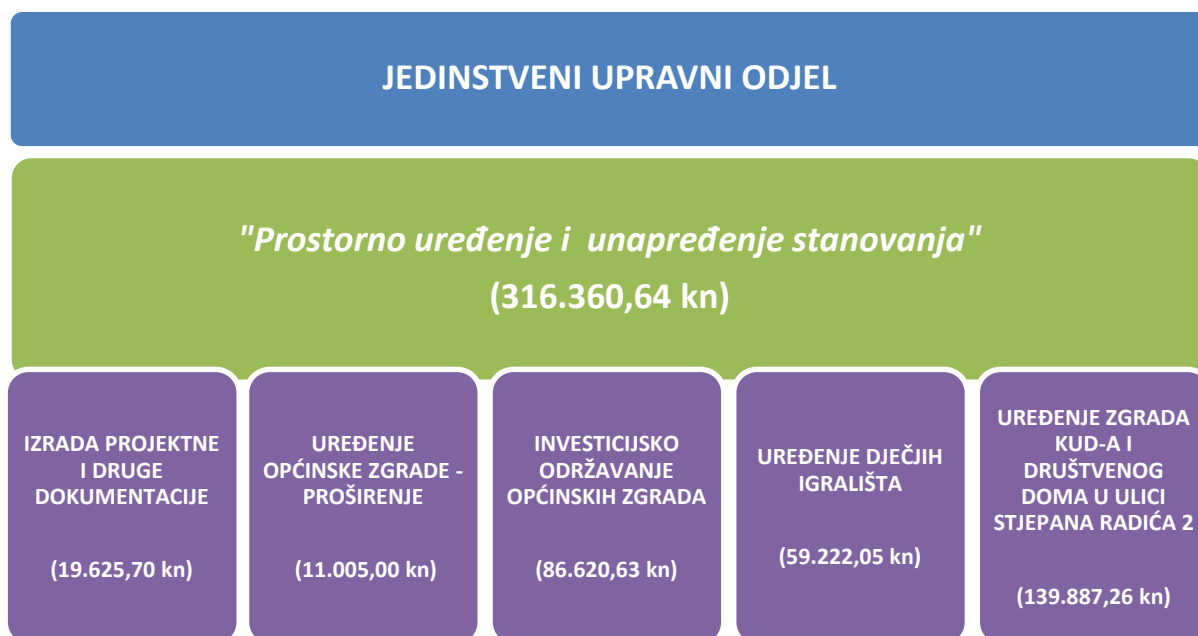 JEDINSTVENI UPRAVNI ODJEL
"Prostorno uređenje i unapređenje stanovanja"
(316.360,64 kn)
IZRADA PROJEKTNE
I DRUGE
DOKUMENTACIJE
(19.625,70 kn)
UREĐENJE
OPĆINSKE ZGRADE -
PROŠIRENJE
(11.005,00 kn)
INVESTICIJSKO
ODRŽAVANJE
OPĆINSKIH ZGRADA
(86.620,63 kn)
UREĐENJE DJEČJIH
IGRALIŠTA
(59.222,05 kn)
UREĐENJE ZGRADA
KUD-A I
DRUŠTVENOG
DOMA U ULICI
STJEPANA RADIĆA 2
(139.887,26 kn)